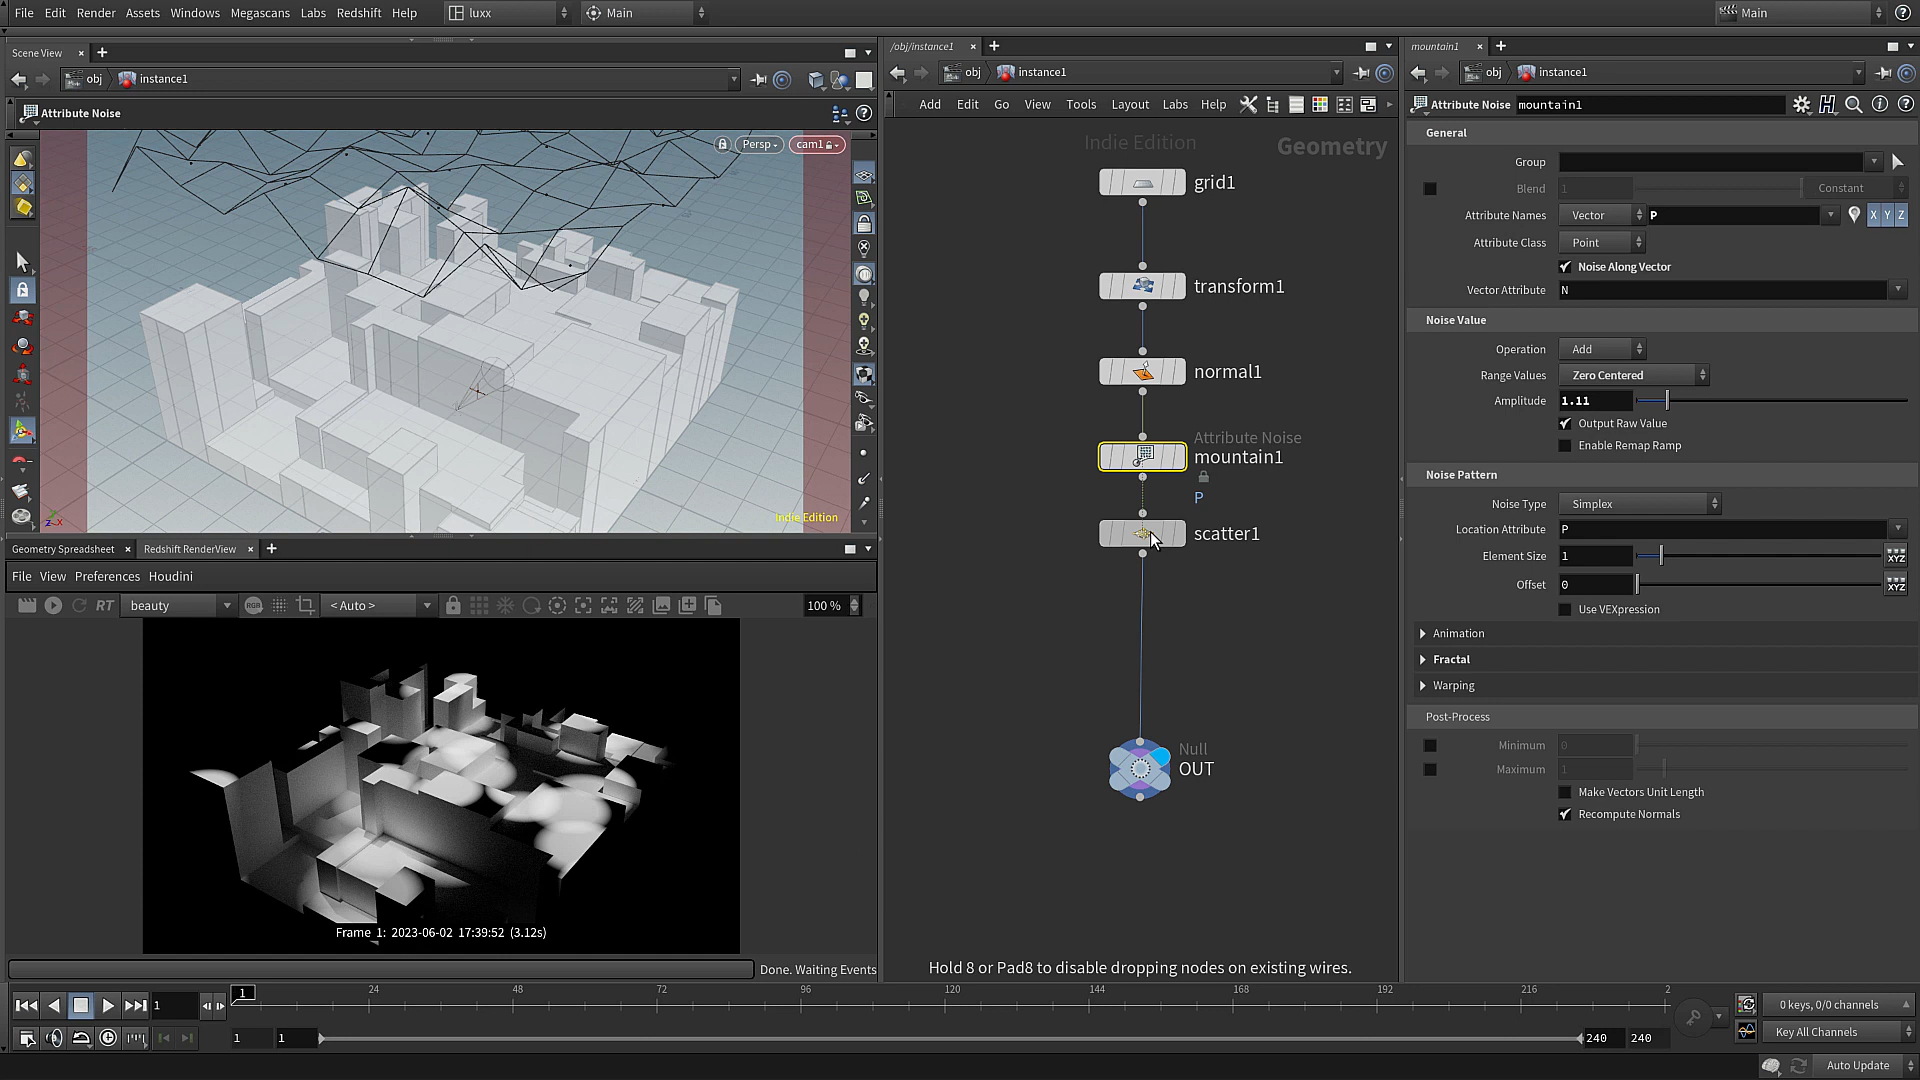 File Edit Render Assets Windows Megascans Labs Redshift Help luxx Main Main
Scene View
obj instance1
Attribute Noise
Persp cam1
Indie Edition
z x
/obj/instance1
obj instance1
Add Edit Go View Tools Layout Labs Help
Indie Edition Geometry
grid1
transform1
normal1
Attribute Noise
mountain1
P
scatter1
Null
OUT
Hold 8 or Pad8 to disable dropping nodes on existing wires.
mountain1
obj instance1
Attribute Noise mountain1
General
Group
Blend 1 Constant
Attribute Names Vector P X Y Z
Attribute Class Point
Noise Along Vector
Vector Attribute N
Noise Value
Operation Add
Range Values Zero Centered
Amplitude 1.11
Output Raw Value
Enable Remap Ramp
Noise Pattern
Noise Type Simplex
Location Attribute P
Element Size 1 XYZ
Offset 0 XYZ
Use VEXpression
Animation
Fractal
Warping
Post-Process
Minimum 0
Maximum 1
Make Vectors Unit Length
Recompute Normals
Geometry Spreadsheet Redshift RenderView
File View Preferences Houdini
RT beauty RGB < Auto > 100 %
Frame 1: 2023-06-02 17:39:52 (3.12s)
Done. Waiting Events
1 1 24 48 72 96 120 144 168 192 216 2
0 keys, 0/0 channels
1 1 240 240 Key All Channels
Auto Update